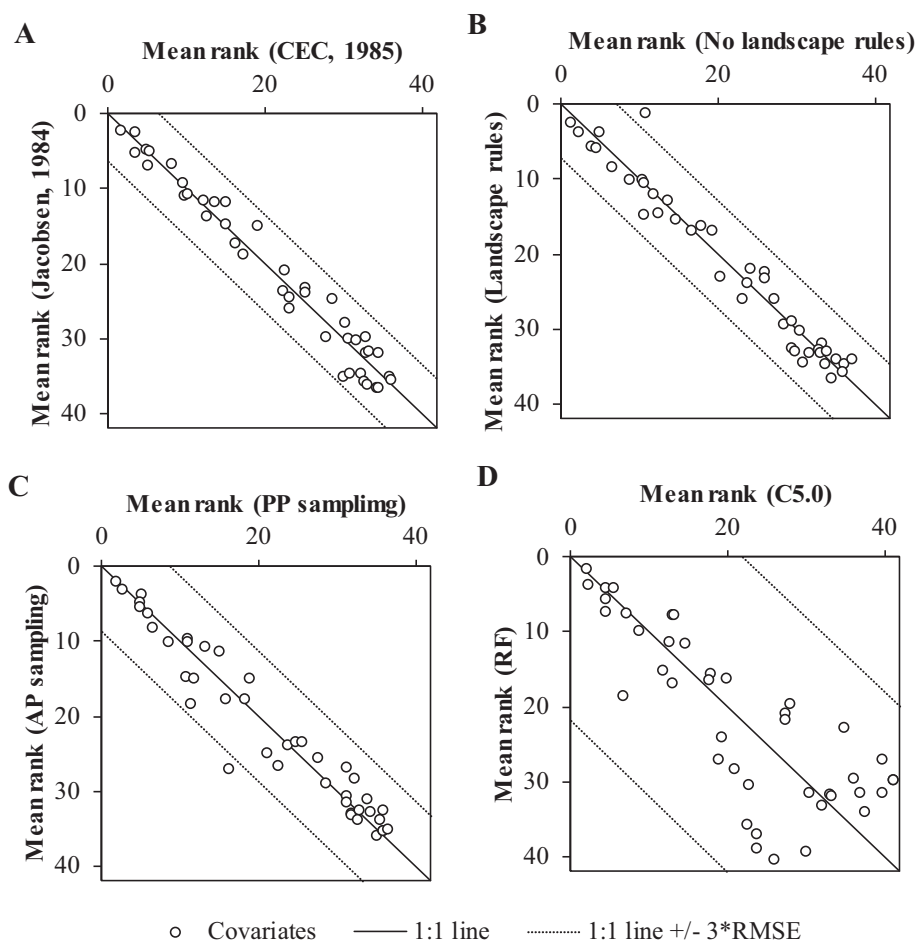 A
Mean rank (CEC, 1985)
0 20 40
0
10
20
30
40
Mean rank (Jacobsen, 1984)
B
Mean rank (No landscape rules)
0 20 40
0
10
20
30
40
Mean rank (Landscape rules)
C
Mean rank (PP samplimg)
0 20 40
0
10
20
30
40
Mean rank (AP sampling)
D
Mean rank (C5.0)
0 20 40
0
10
20
30
40
Mean rank (RF)
Covariates 1:1 line 1:1 line +/- 3*RMSE